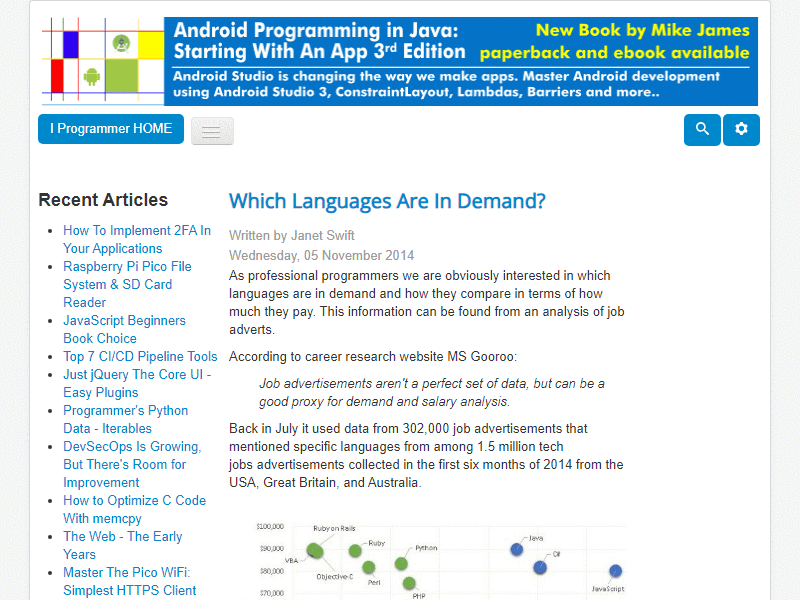 Android Programming in Java:
Starting With An App 3rd Edition
New Book by Mike James
paperback and ebook available
Android Studio is changing the way we make apps. Master Android development
using Android Studio 3, ConstraintLayout, Lambdas, Barriers and more..
I Programmer HOME
Recent Articles
How To Implement 2FA In
Your Applications
Raspberry Pi Pico File
System & SD Card
Reader
JavaScript Beginners
Book Choice
Top 7 CI/CD Pipeline Tools
Just jQuery The Core UI -
Easy Plugins
Programmer's Python
Data - Iterables
DevSecOps Is Growing,
But There's Room for
Improvement
How to Optimize C Code
With memcpy
The Web - The Early
Years
Master The Pico WiFi:
Simplest HTTPS Client
Which Languages Are In Demand?
Written by Janet Swift
Wednesday, 05 November 2014
As professional programmers we are obviously interested in which
languages are in demand and how they compare in terms of how
much they pay. This information can be found from an analysis of job
adverts.
According to career research website MS Gooroo:
Job advertisements aren't a perfect set of data, but can be a
good proxy for demand and salary analysis.
Back in July it used data from 302,000 job advertisements that
mentioned specific languages from among 1.5 million tech
jobs advertisements collected in the first six months of 2014 from the
USA, Great Britain, and Australia.
$100,000
$90,000
$80,000
$70,000
Ruby on Rails
Ruby
Python
VBA
Objective-C
Perl
PHP
Java
C#
JavaScript